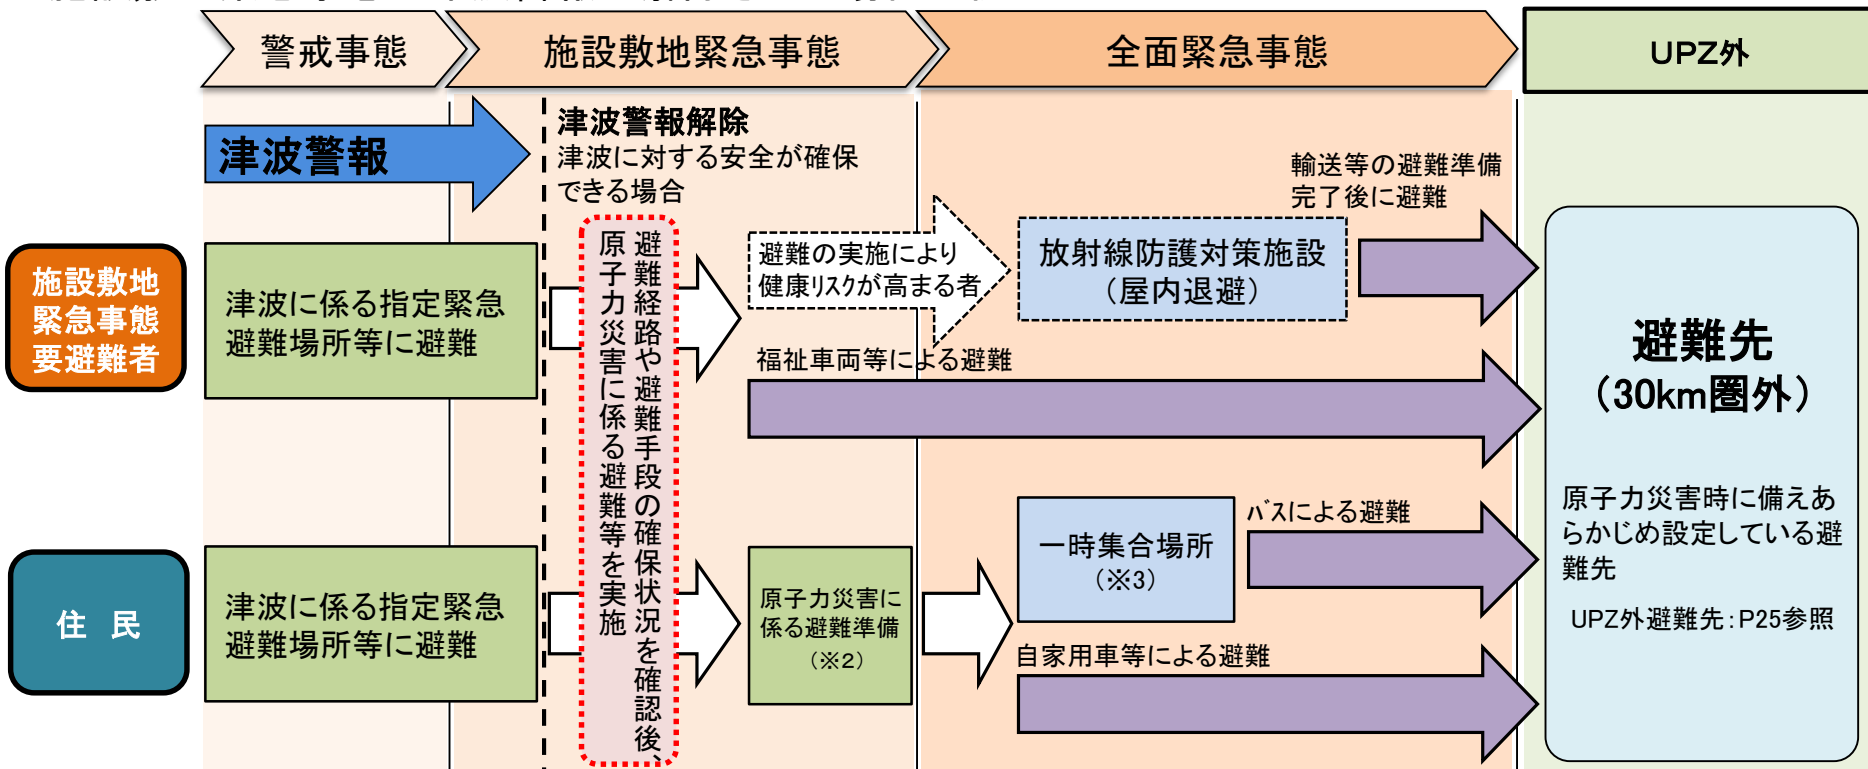 警戒事態
施設敷地緊急事態
全面緊急事態
UPZ外
津波警報
津波警報解除
津波に対する安全が確保
できる場合
輸送等の避難準備
完了後に避難
施設敷地
緊急事態
要避難者
津波に係る指定緊急
避難場所等に避難
避難経路や避難手段の確保状況を確認後、
原子力災害に係る避難等を実施
避難の実施により
健康リスクが高まる者
放射線防護対策施設
（屋内退避）
福祉車両等による避難
避難先
（30km圏外）
原子力災害時に備えあ
らかじめ設定している避
難先
UPZ外避難先：P25参照
住 民
津波に係る指定緊急
避難場所等に避難
原子力災害に
係る避難準備
（※2）
一時集合場所
（※3）
バスによる避難
自家用車等による避難